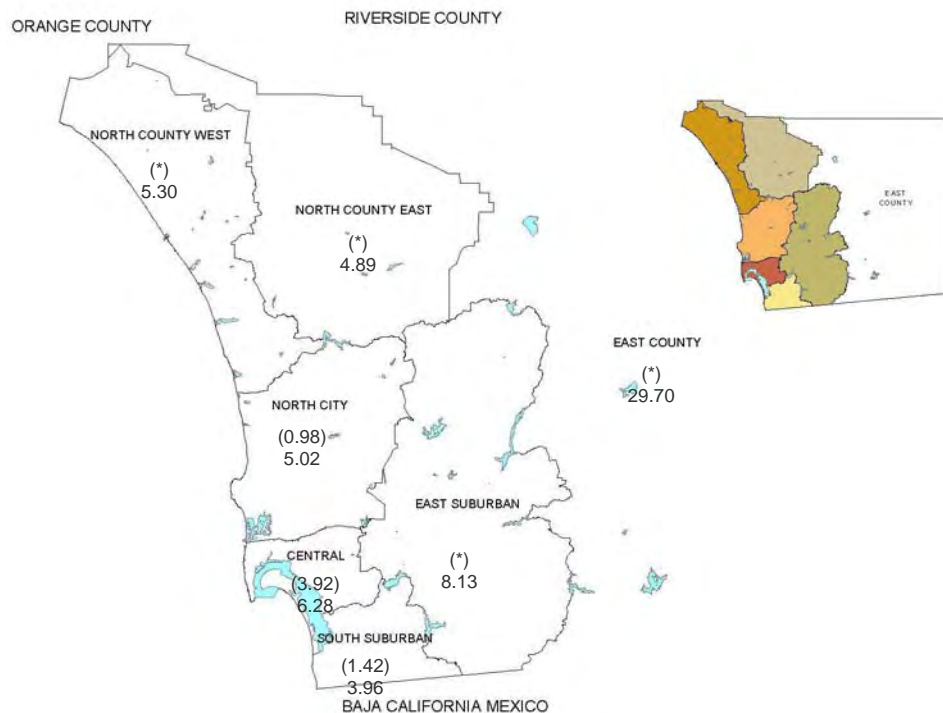 RIVERSIDE COUNTY
ORANGE COUNTY
NORTH COUNTY WEST
(*)
5.30
NORTH COUNTY EAST
(*)
4.89
EAST
COUNTY
EAST COUNTY
(*)
29.70
NORTH CITY
(0.98)
5.02
EAST SUBURBAN
(*)
8.13
CENTRAL
(3.92)
6.28
SOUTH SUBURBAN
(1.42)
3.96
BAJA CALIFORNIA MEXICO